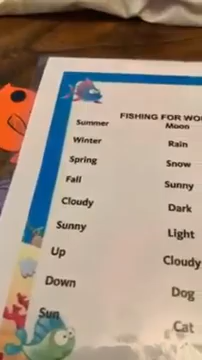 FISHING FOR WO
Summer Moon
Winter Rain
Spring Snow
Fall Sunny
Cloudy Dark
Sunny Light
Up Cloudy
Down Dog
Sun Cat